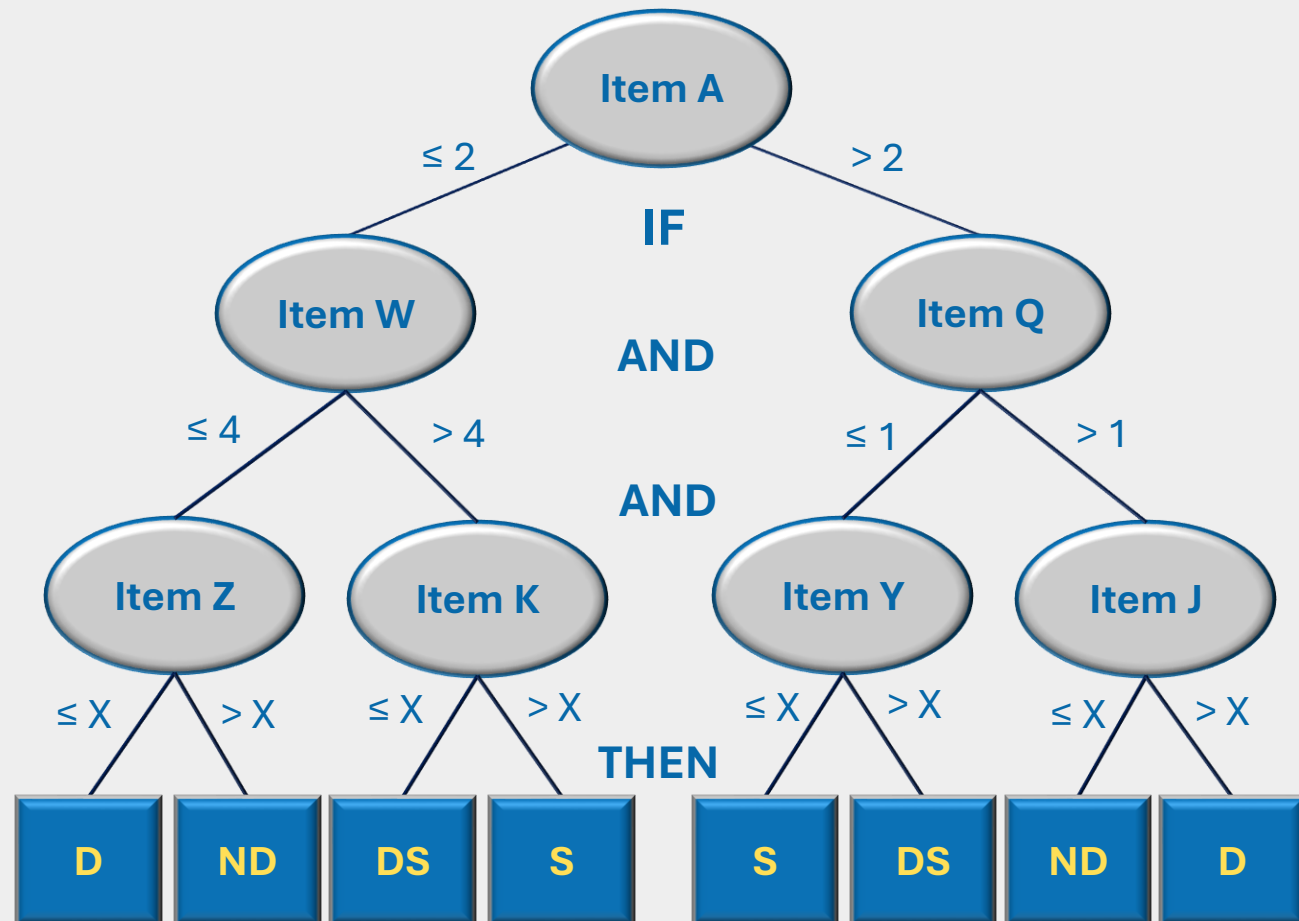 Item A
≤ 2
> 2
IF
Item W
Item Q
AND
≤ 4
> 4
≤ 1
> 1
AND
Item Z
Item K
Item Y
Item J
≤ X
> X
≤ X
> X
≤ X
> X
≤ X
> X
THEN
D
ND
DS
S
S
DS
ND
D